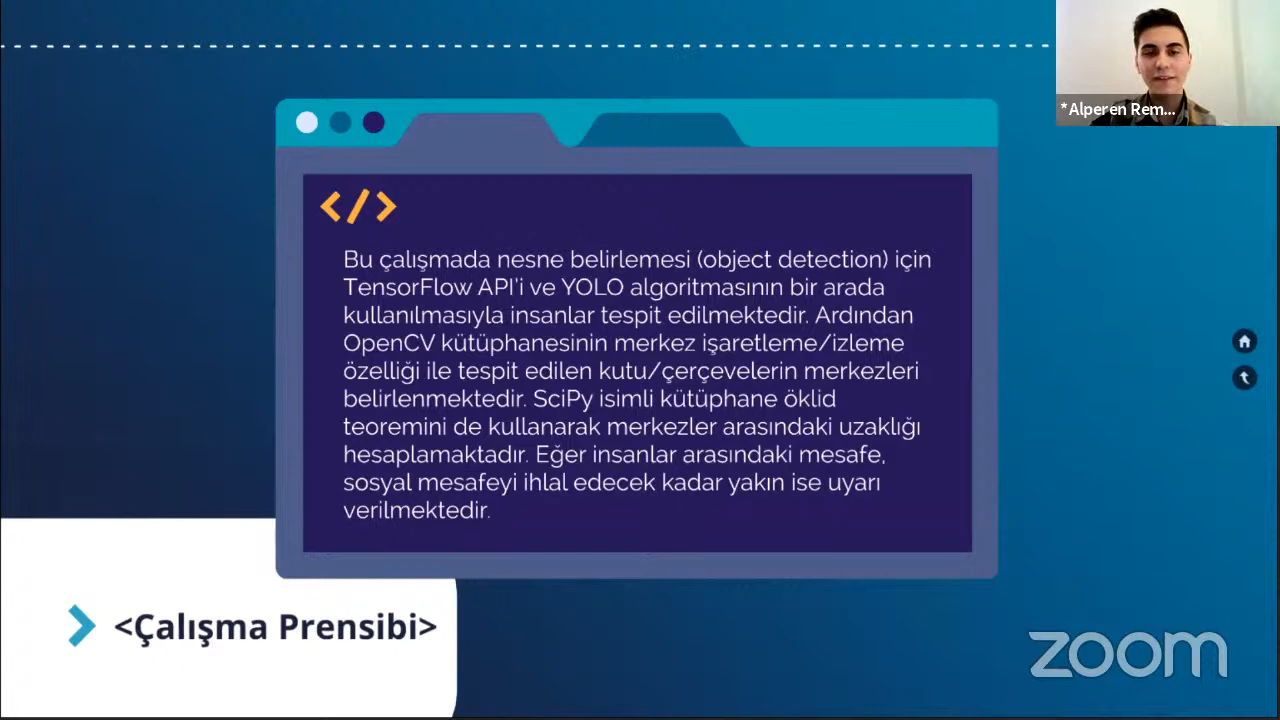 *Alperen Rem...
</>
Bu çalışmada nesne belirlemesi (object detection) için
TensorFlow API'i ve YOLO algoritmasının bir arada
kullanılmasıyla insanlar tespit edilmektedir. Ardından
OpenCV kütüphanesinin merkez işaretleme/izleme
özelliği ile tespit edilen kutu/çerçevelerin merkezleri
belirlenmektedir. SciPy isimli kütüphane öklid
teoremini de kullanarak merkezler arasındaki uzaklığı
hesaplamaktadır. Eğer insanlar arasındaki mesafe,
sosyal mesafeyi ihlal edecek kadar yakın ise uyarı
verilmektedir.
<Çalışma Prensibi>
zoom